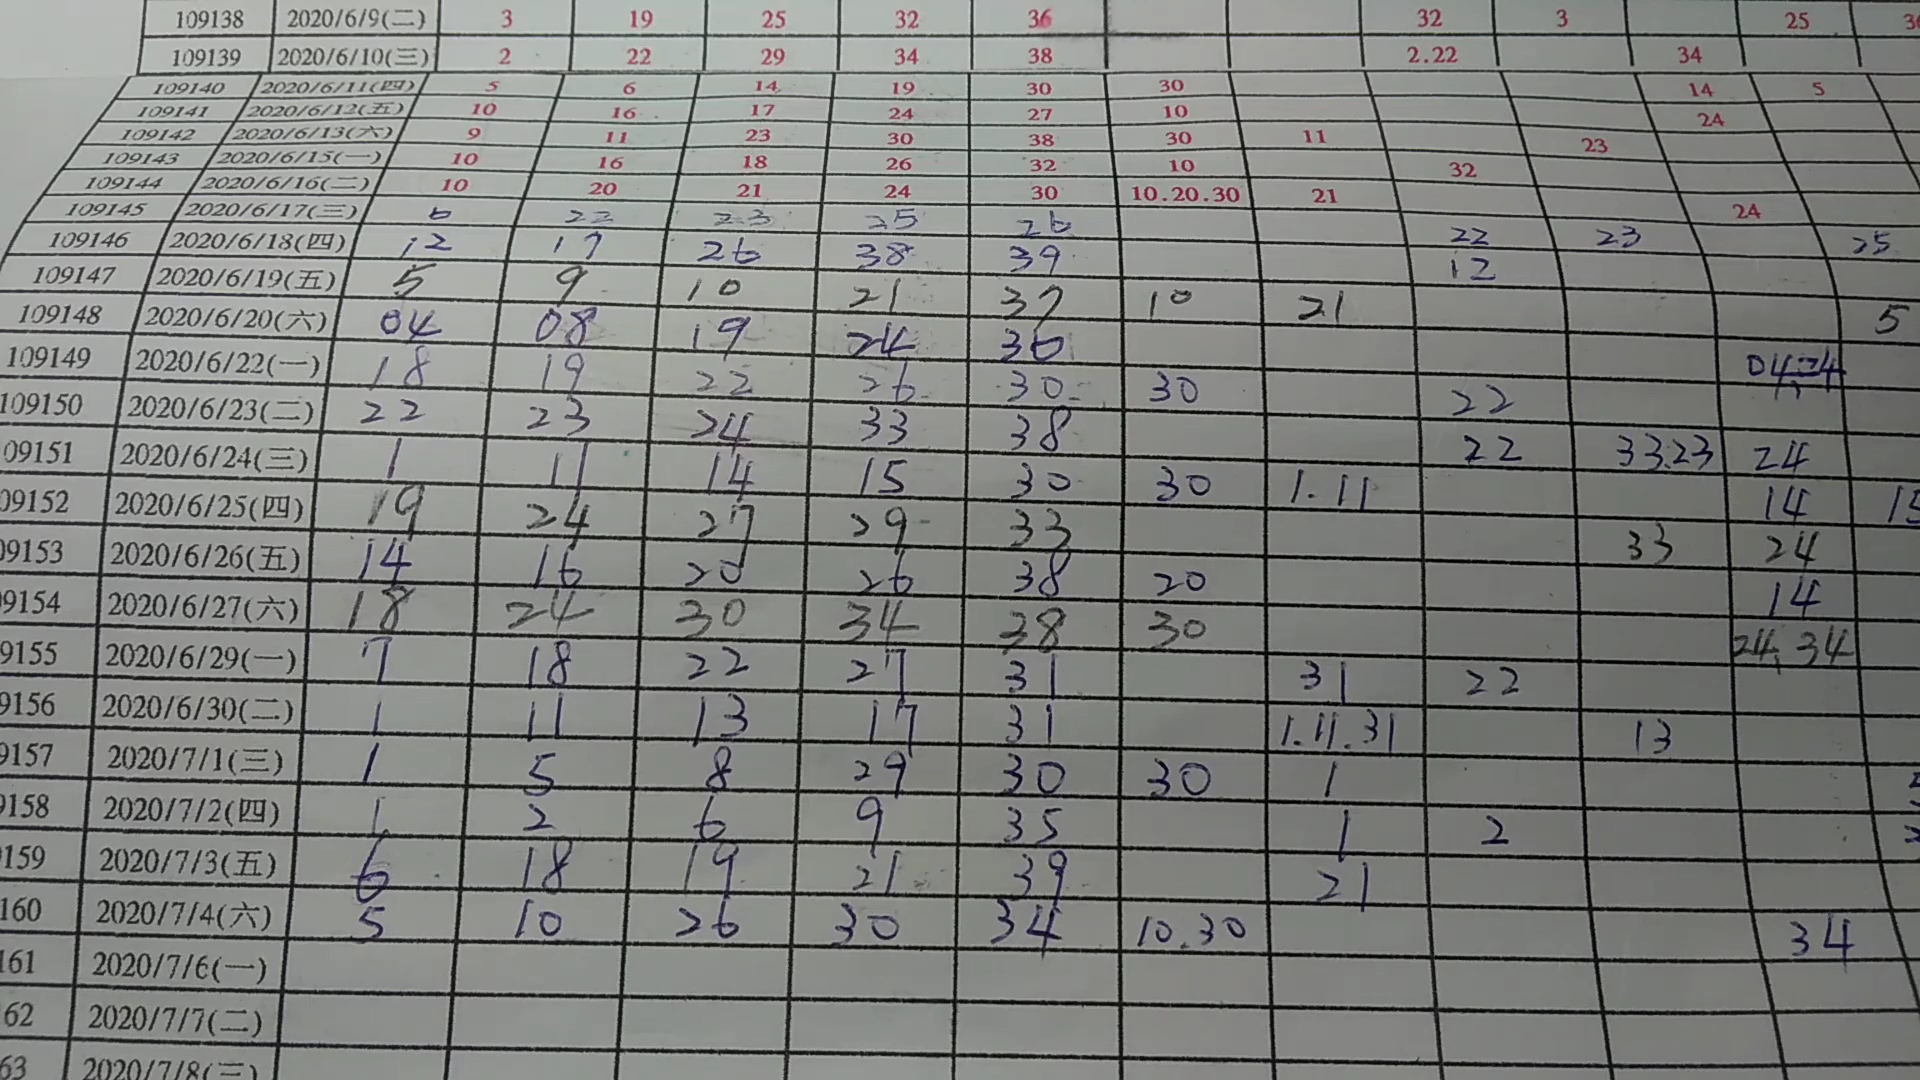 109138 2020/6/9(二) 3 19 25 32 36 32 3 25
109139 2020/6/10(三) 2 22 29 34 38 2.22 34
109140 2020/6/11(四) 5 6 14 19 30 30 14 5
109141 2020/6/12(五) 10 16 17 24 27 10 24
109142 2020/6/13(六) 9 11 23 30 38 30 11 23
109143 2020/6/15(一) 10 16 18 26 32 10 32
109144 2020/6/16(二) 10 20 21 24 30 10.20.30 21 24
109145 2020/6/17(三) 6 22 23 25 26 22 23 25
109146 2020/6/18(四) 12 17 26 38 39 12
109147 2020/6/19(五) 5 9 10 21 37 10 21 5
109148 2020/6/20(六) 04 08 19 24 36 04.24
109149 2020/6/22(一) 18 19 22 26 30 30 22
109150 2020/6/23(二) 22 23 24 33 38 22 33.23 24
09151 2020/6/24(三) 1 11 14 15 30 30 1.11 14 15
09152 2020/6/25(四) 19 24 27 29 33 33 24
09153 2020/6/26(五) 14 16 20 26 38 20 14
9154 2020/6/27(六) 18 24 30 34 38 30 24,34
9155 2020/6/29(一) 7 18 22 27 31 31 22
9156 2020/6/30(二) 1 11 13 17 31 1.11.31 13
9157 2020/7/1(三) 1 5 8 29 30 30 1
9158 2020/7/2(四) 1 2 6 9 35 1 2
159 2020/7/3(五) 6 18 19 21 39 21
160 2020/7/4(六) 5 10 26 30 34 10.30 34
161 2020/7/6(一)
62 2020/7/7(二)
63 2020/7/8(三)